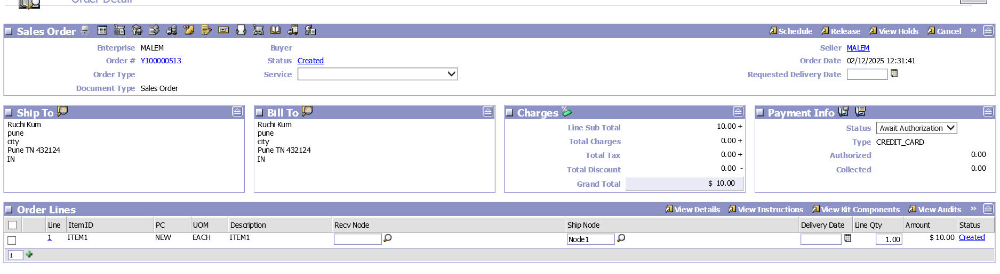 Order Detail
Sales Order Schedule Release View Holds Cancel »
Enterprise MALEM Buyer Seller MALEM
Order # Y100000513 Status Created Order Date 02/12/2025 12:31:41
Order Type Service Requested Delivery Date
Document Type Sales Order
Ship To
Ruchi Kum
pune
city
Pune TN 432124
IN
Bill To
Ruchi Kum
pune
city
Pune TN 432124
IN
Charges
Line Sub Total 10.00 +
Total Charges 0.00 +
Total Tax 0.00 +
Total Discount 0.00 -
Grand Total $ 10.00
Payment Info
Status Await Authorization
Type CREDIT_CARD
Authorized 0.00
Collected 0.00
Order Lines View Details View Instructions View Kit Components View Audits »
Line Item ID PC UOM Description Recv Node Ship Node Delivery Date Line Qty Amount Status
1 ITEM1 NEW EACH ITEM1 Node1 1.00 $ 10.00 Created
1